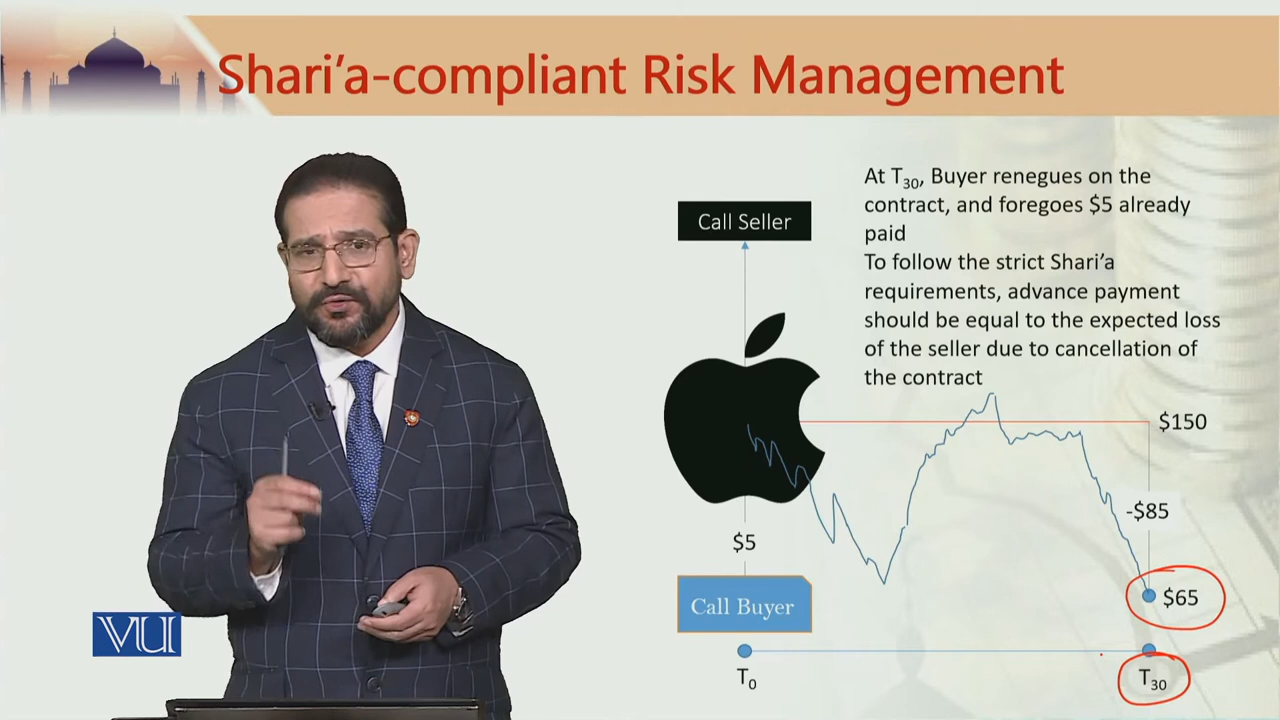 Shari’a-compliant Risk Management
Call Seller
At T30, Buyer renegues on the
contract, and foregoes $5 already
paid
To follow the strict Shari’a
requirements, advance payment
should be equal to the expected loss
of the seller due to cancellation of
the contract
$150
-$85
$5
$65
Call Buyer
VU
T0
T30